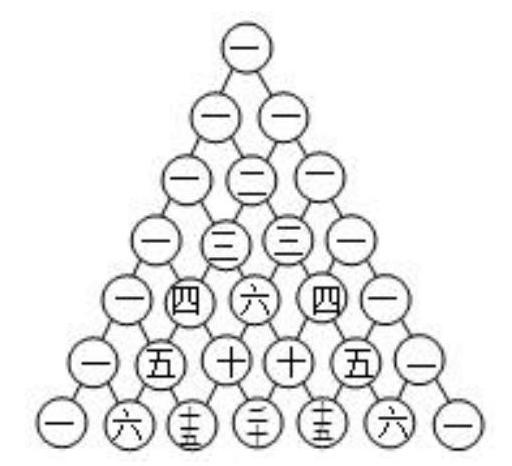 一
一 一
一 二 一
一 三 三 一
一 四 六 四 一
一 五 十 十 五 一
一 六 十五 二十 十五 六 一